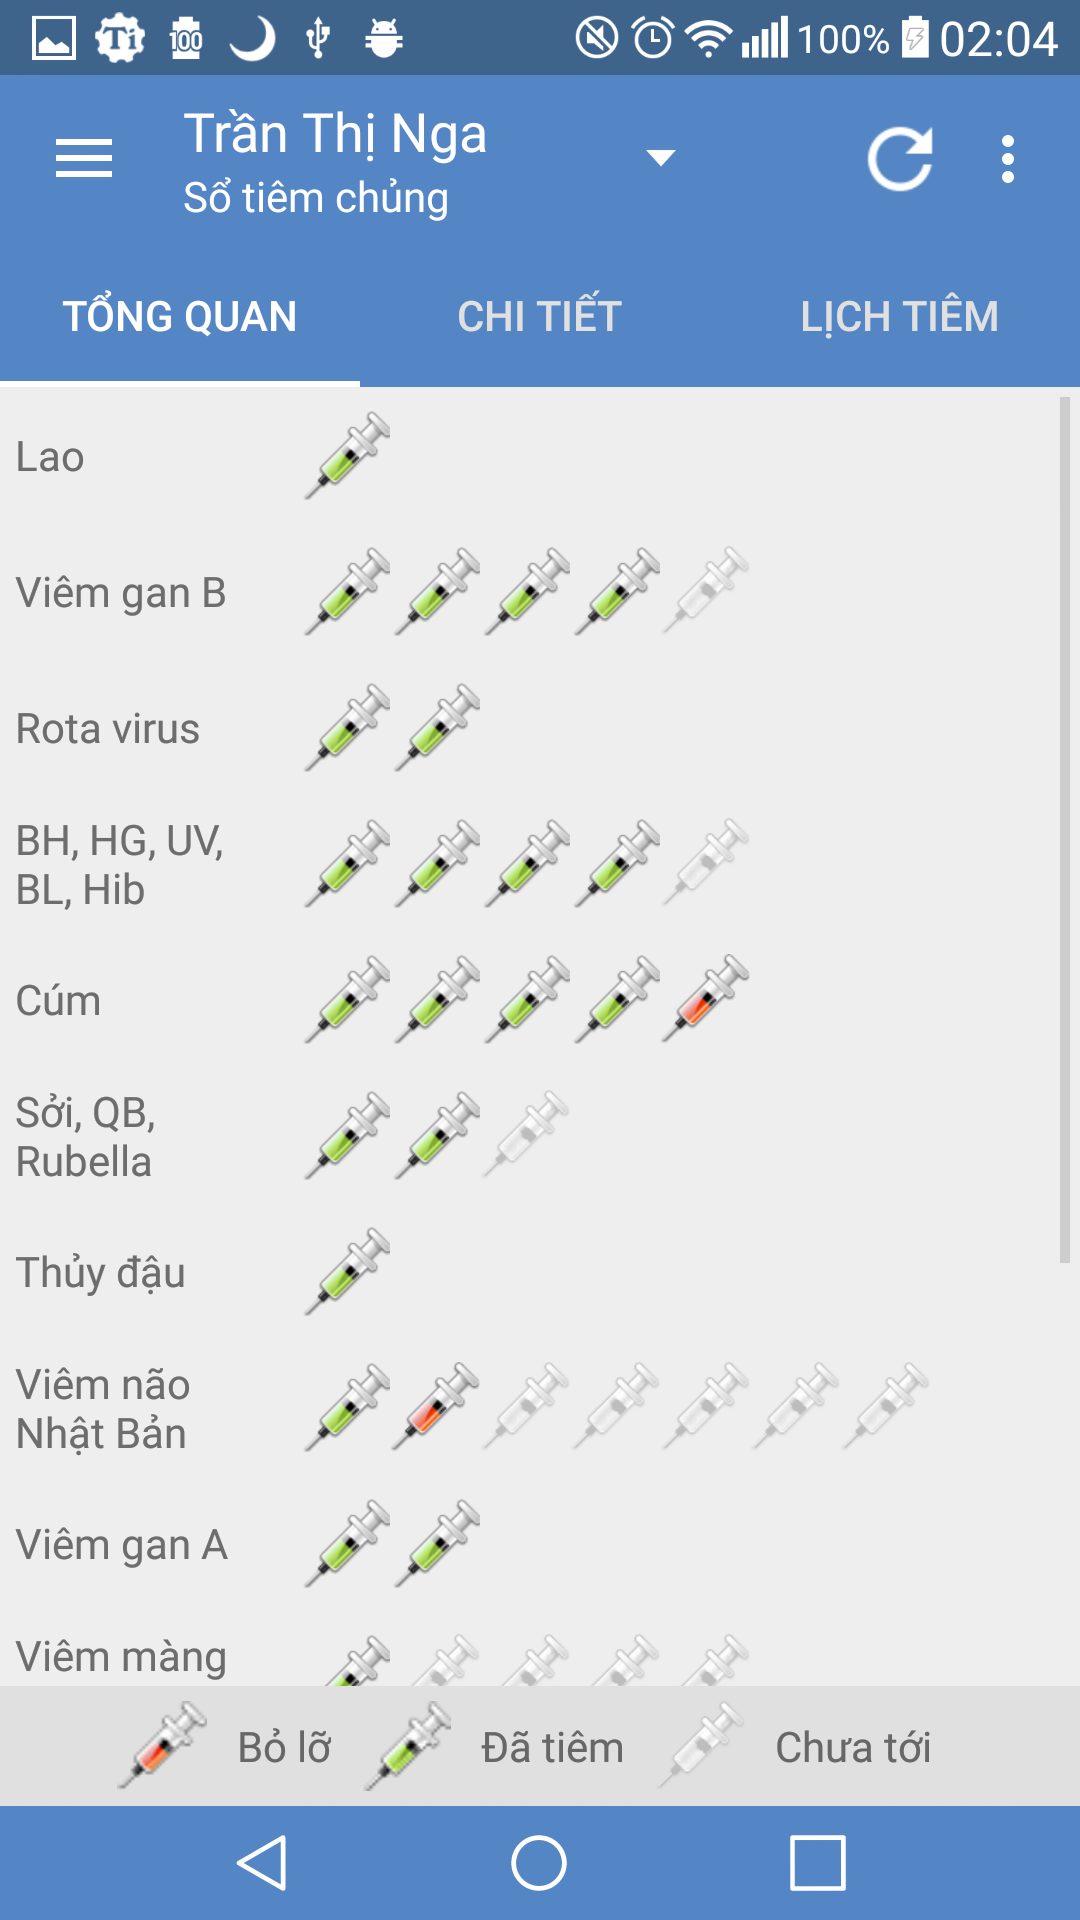 Ti 100 100% 02:04
Trần Thị Nga
Sổ tiêm chủng
TỔNG QUAN CHI TIẾT LỊCH TIÊM
Lao
Viêm gan B
Rota virus
BH, HG, UV,
BL, Hib
Cúm
Sởi, QB,
Rubella
Thủy đậu
Viêm não
Nhật Bản
Viêm gan A
Viêm màng
Bỏ lỡ Đã tiêm Chưa tới